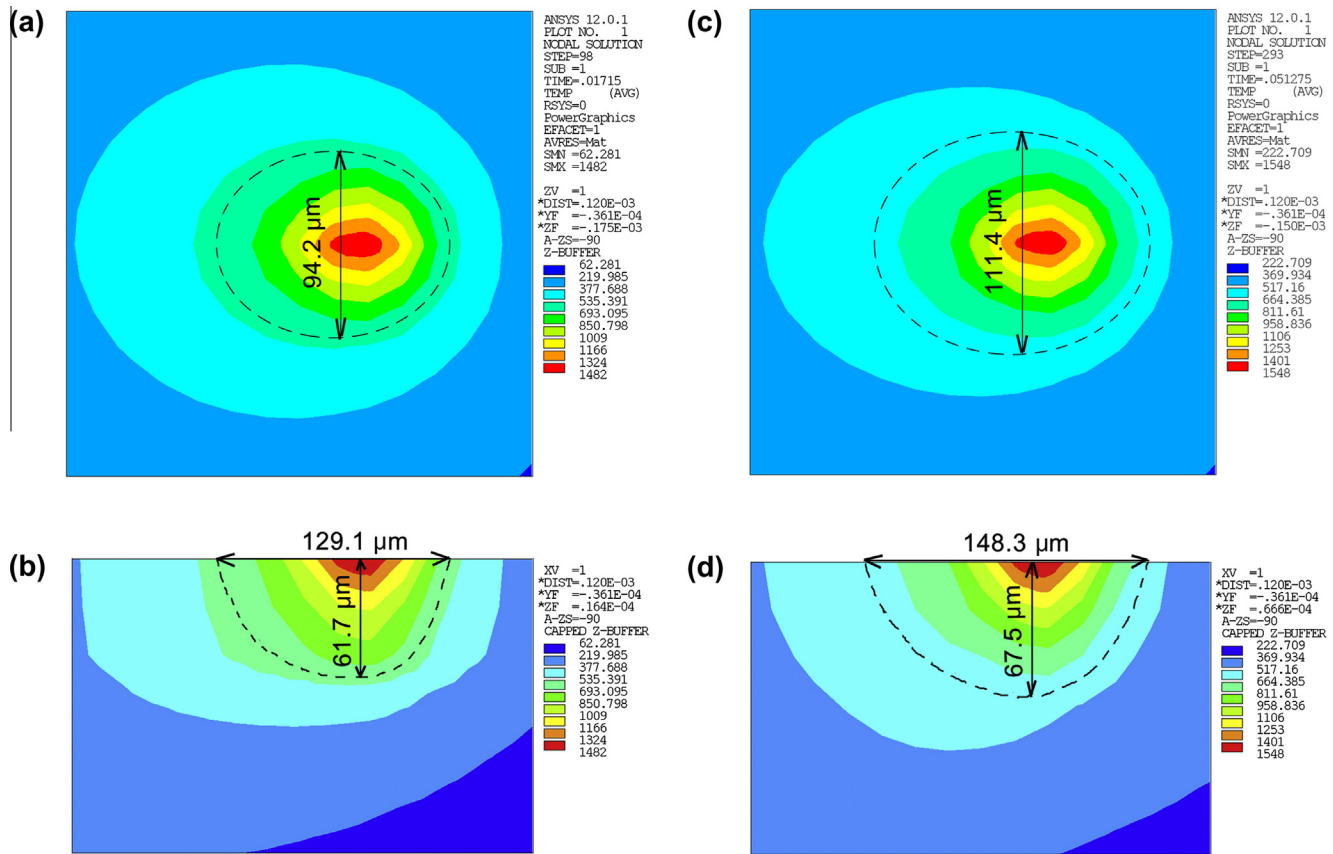 (a)
ANSYS 12.0.1
PLOT NO. 1
NODAL SOLUTION
STEP=98
SUB =1
TIME=.01715
TEMP (AVG)
RSYS=0
PowerGraphics
EFACET=1
AVRES=Mat
SMN =62.281
SMX =1482
ZV =1
*DIST=.120E-03
*YF =-.361E-04
*ZF =-.175E-03
A-ZS=-90
Z-BUFFER
62.281
219.985
377.688
535.391
693.095
850.798
1009
1166
1324
1482
94.2 µm
(c)
ANSYS 12.0.1
PLOT NO. 1
NODAL SOLUTION
STEP=293
SUB =1
TIME=.051275
TEMP (AVG)
RSYS=0
PowerGraphics
EFACET=1
AVRES=Mat
SMN =222.709
SMX =1548
ZV =1
*DIST=.120E-03
*YF =-.361E-04
*ZF =-.150E-03
A-ZS=-90
Z-BUFFER
222.709
369.934
517.16
664.385
811.61
958.836
1106
1253
1401
1548
111.4 µm
(b)
129.1 µm
61.7 µm
XV =1
*DIST=.120E-03
*YF =-.361E-04
*ZF =.164E-04
A-ZS=-90
CAPPED Z-BUFFER
62.281
219.985
377.688
535.391
693.095
850.798
1009
1166
1324
1482
(d)
148.3 µm
67.5 µm
XV =1
*DIST=.120E-03
*YF =-.361E-04
*ZF =.666E-04
A-ZS=-90
CAPPED Z-BUFFER
222.709
369.934
517.16
664.385
811.61
958.836
1106
1253
1401
1548